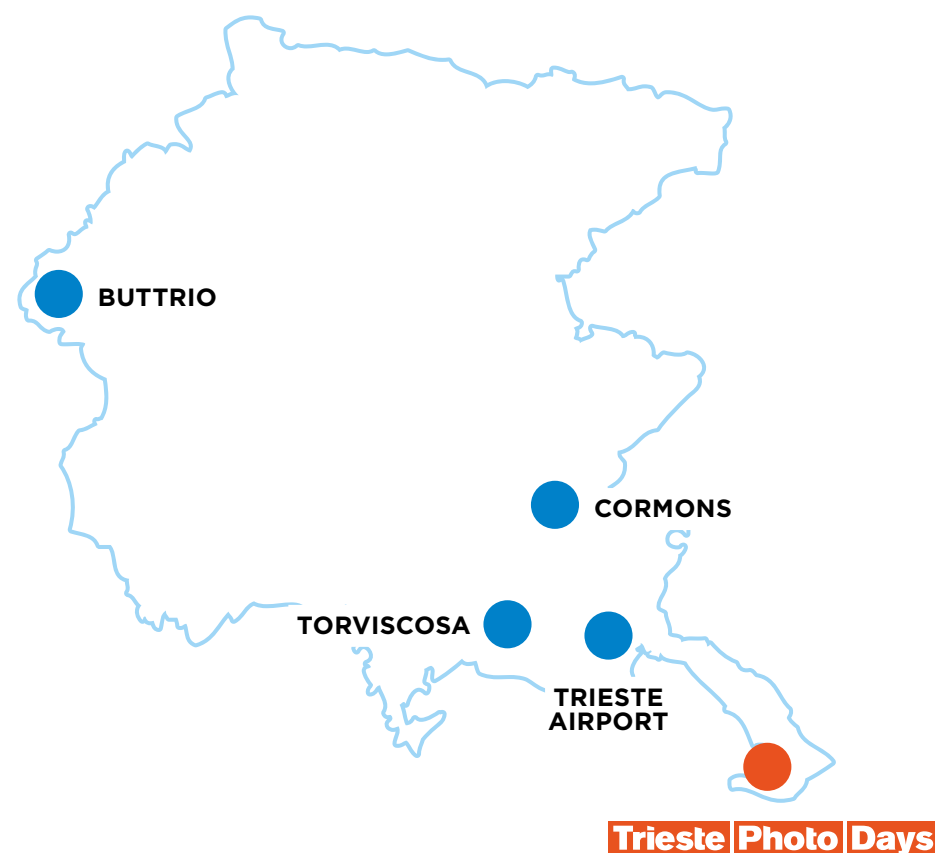 BUTTRIO
CORMONS
TORVISCOSA
TRIESTE
AIRPORT
Trieste Photo Days